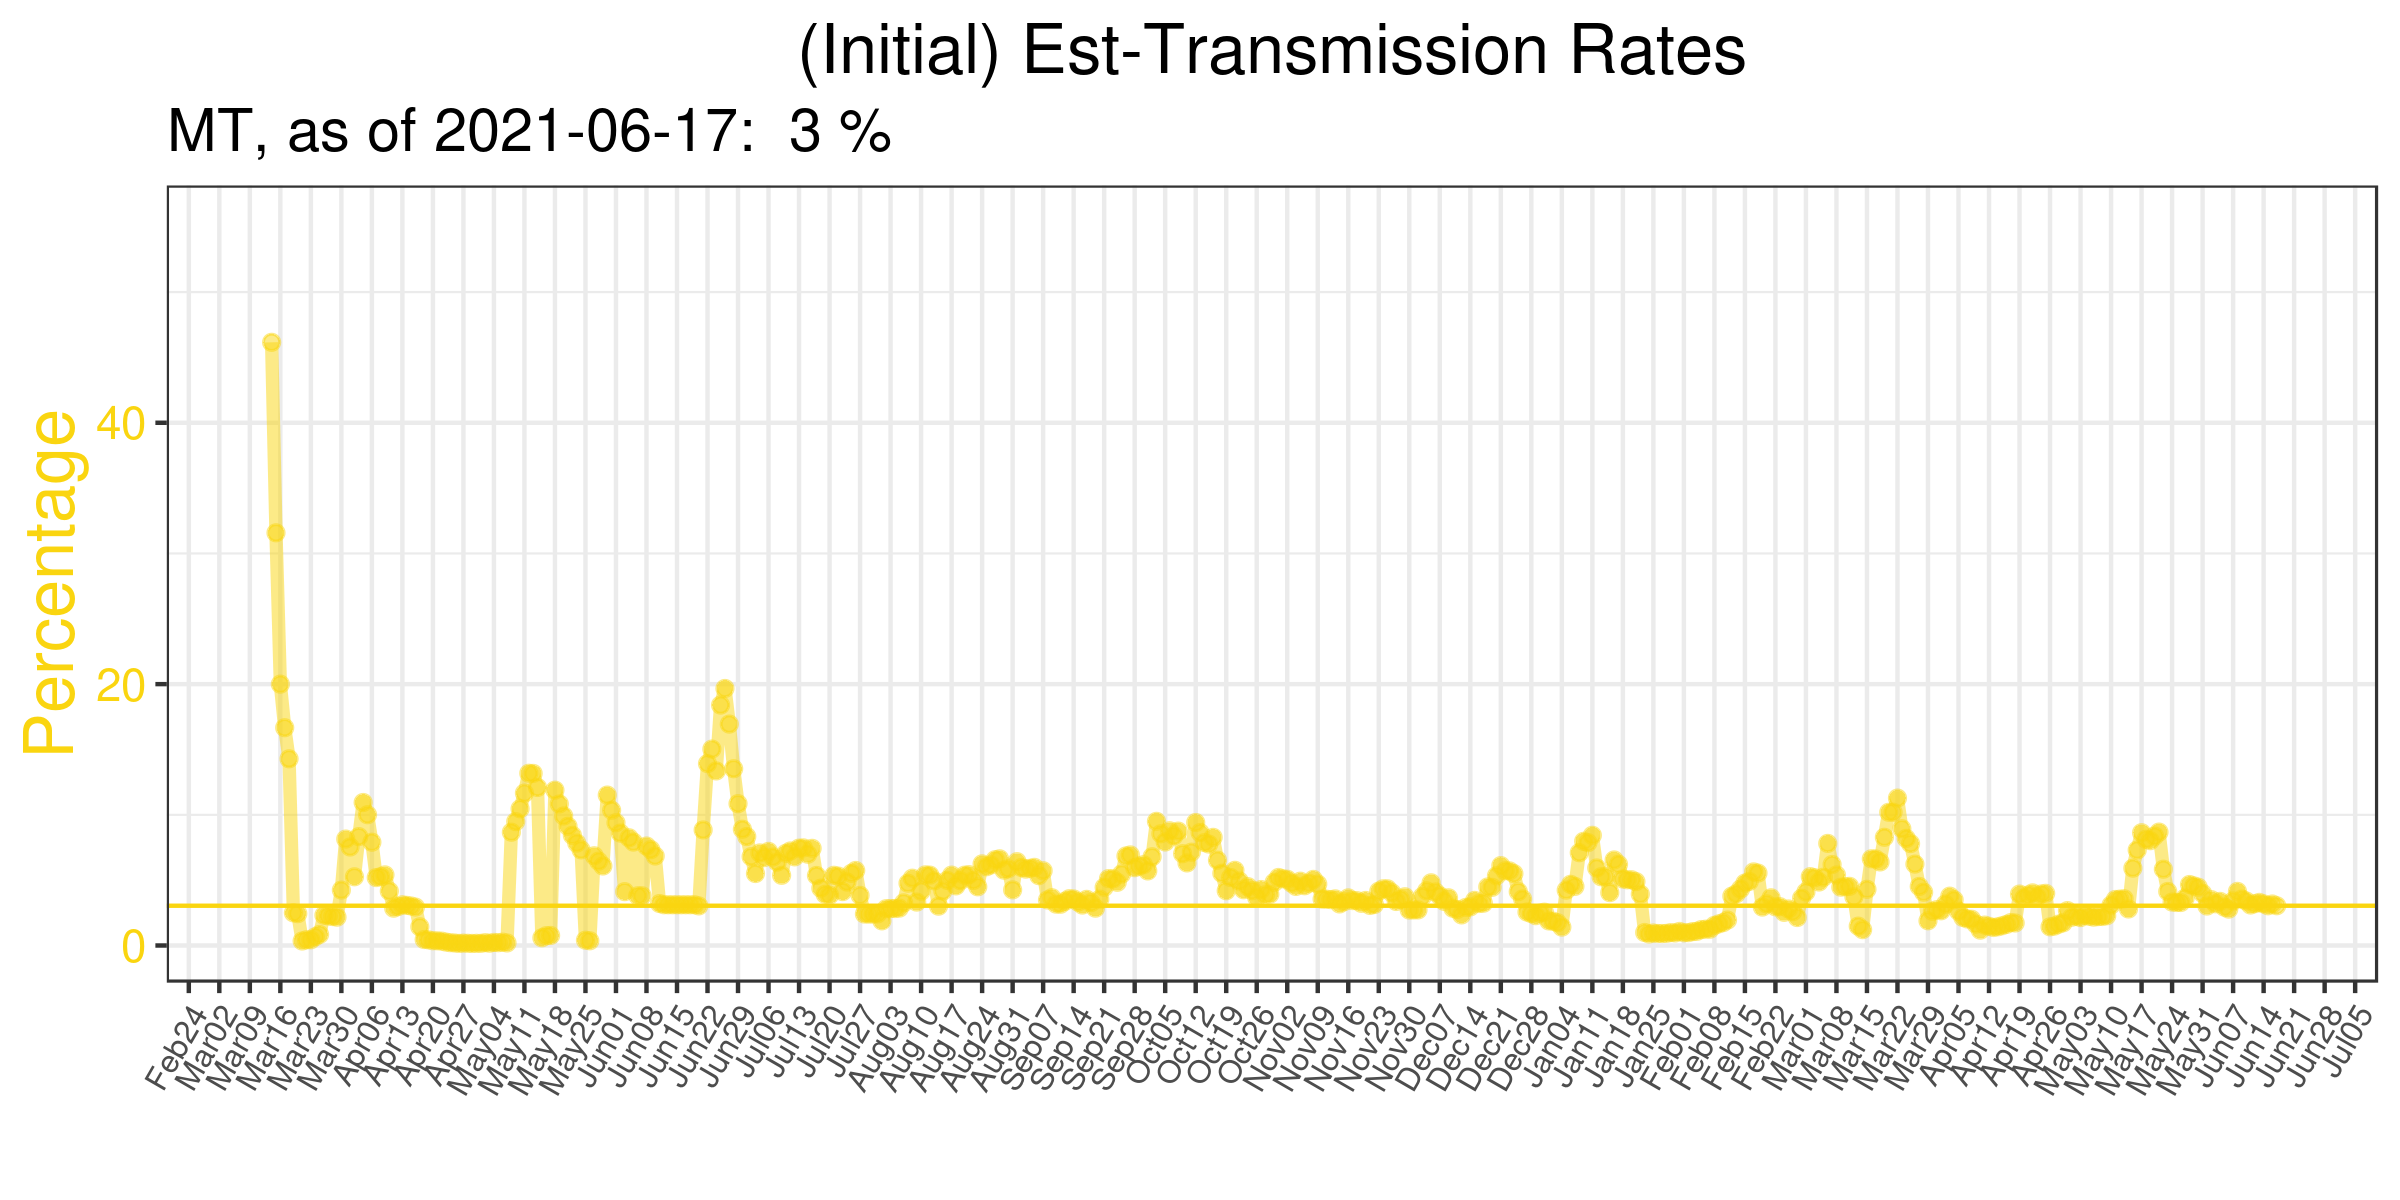 (Initial) Est-Transmission Rates
MT, as of 2021-06-17:  3 %
Percentage
40
20
0
Feb24
Mar02
Mar09
Mar16
Mar23
Mar30
Apr06
Apr13
Apr20
Apr27
May04
May11
May18
May25
Jun01
Jun08
Jun15
Jun22
Jun29
Jul06
Jul13
Jul20
Jul27
Aug03
Aug10
Aug17
Aug24
Aug31
Sep07
Sep14
Sep21
Sep28
Oct05
Oct12
Oct19
Oct26
Nov02
Nov09
Nov16
Nov23
Nov30
Dec07
Dec14
Dec21
Dec28
Jan04
Jan11
Jan18
Jan25
Feb01
Feb08
Feb15
Feb22
Mar01
Mar08
Mar15
Mar22
Mar29
Apr05
Apr12
Apr19
Apr26
May03
May10
May17
May24
May31
Jun07
Jun14
Jun21
Jun28
Jul05